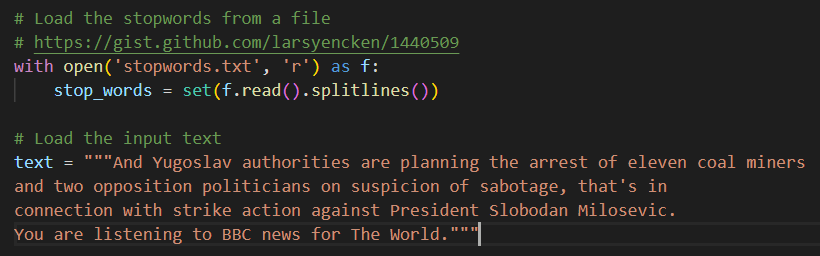 # Load the stopwords from a file
# https://gist.github.com/larsyencken/1440509
with open('stopwords.txt', 'r') as f:
    stop_words = set(f.read().splitlines())

# Load the input text
text = """And Yugoslav authorities are planning the arrest of eleven coal miners
and two opposition politicians on suspicion of sabotage, that's in
connection with strike action against President Slobodan Milosevic.
You are listening to BBC news for The World."""